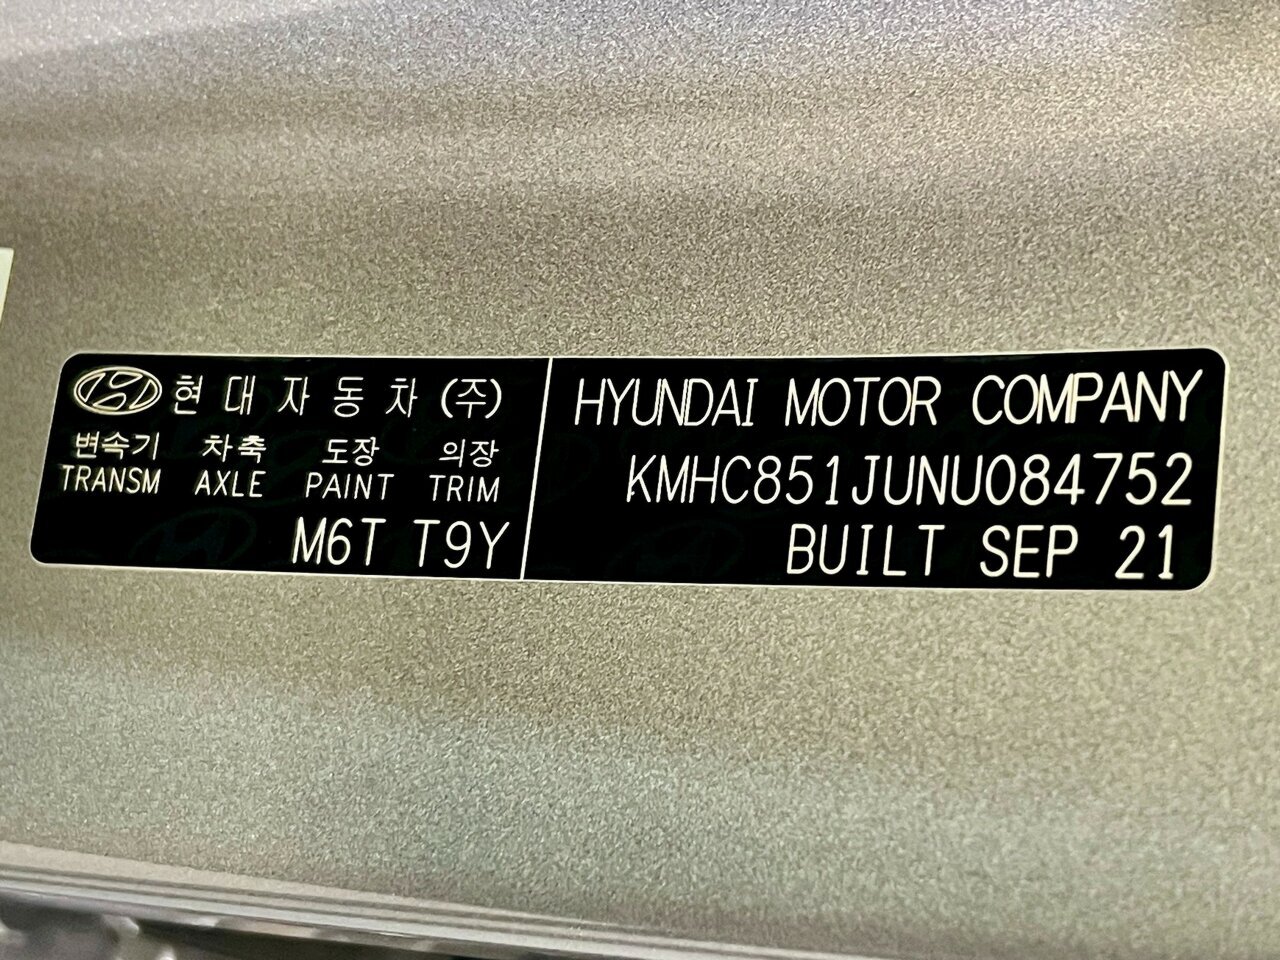 현대자동차(주)
변속기 차축 도장 의장
TRANSM AXLE PAINT TRIM
M6T T9Y
HYUNDAI MOTOR COMPANY
KMHC851JUNU084752
BUILT SEP 21